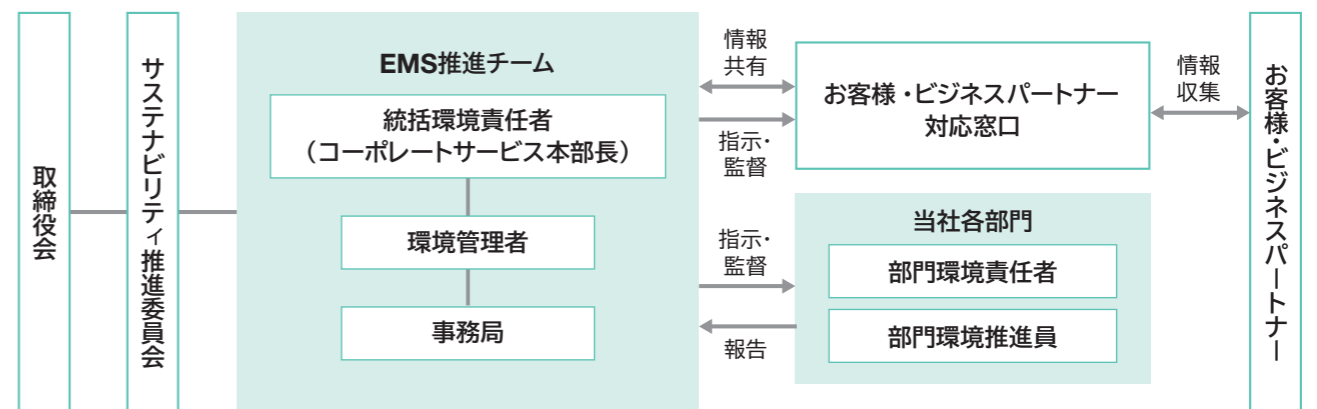 取締役会
サステナビリティ推進委員会
EMS推進チーム
統括環境責任者
（コーポレートサービス本部長）
環境管理者
事務局
情報
共有
指示・
監督
指示・
監督
報告
お客様・ビジネスパートナー
対応窓口
当社各部門
部門環境責任者
部門環境推進員
情報
収集
お客様・ビジネスパートナー